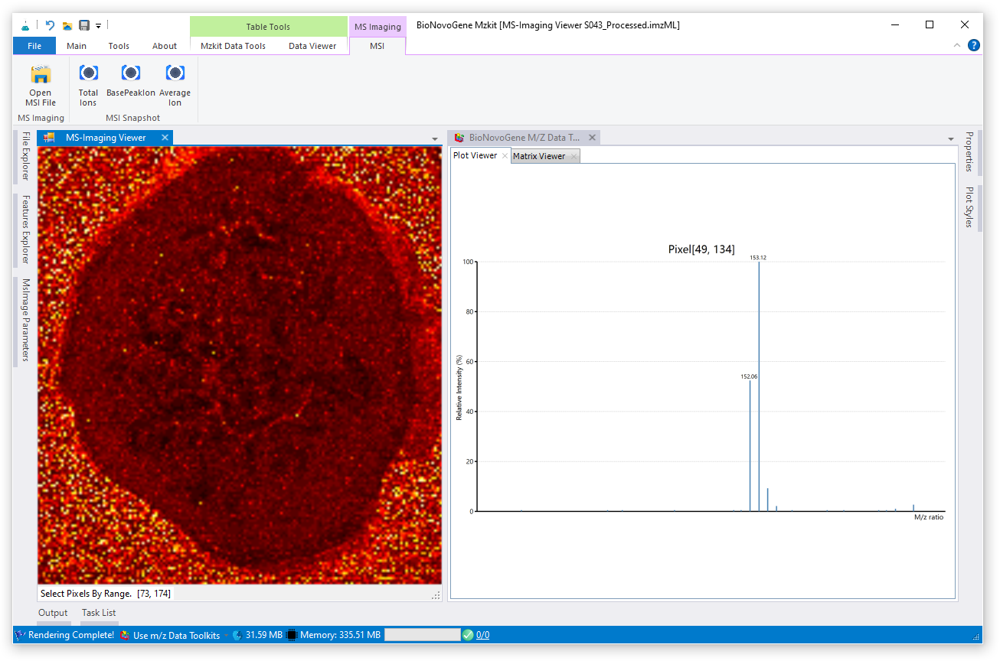 Table Tools
MS Imaging
BioNovoGene Mzkit [MS-Imaging Viewer S043_Processed.imzML]
File
Main
Tools
About
Mzkit Data Tools
Data Viewer
MSI
?
Open
MSI File
Total
Ions
BasePeakIon
Average
Ion
MS Imaging
MSI Snapshot
File Explorer
Features Explorer
MsImage Parameters
MS-Imaging Viewer
Select Pixels By Range. [73, 174]
BioNovoGene M/Z Data T...
Plot Viewer
Matrix Viewer
Pixel[49, 134]
153.12
152.06
100
80
60
40
20
0
Relative Intensity (%)
M/z ratio
Properties
Plot Styles
Output
Task List
Rendering Complete!
Use m/z Data Toolkits
31.59 MB
Memory: 335.51 MB
0/0